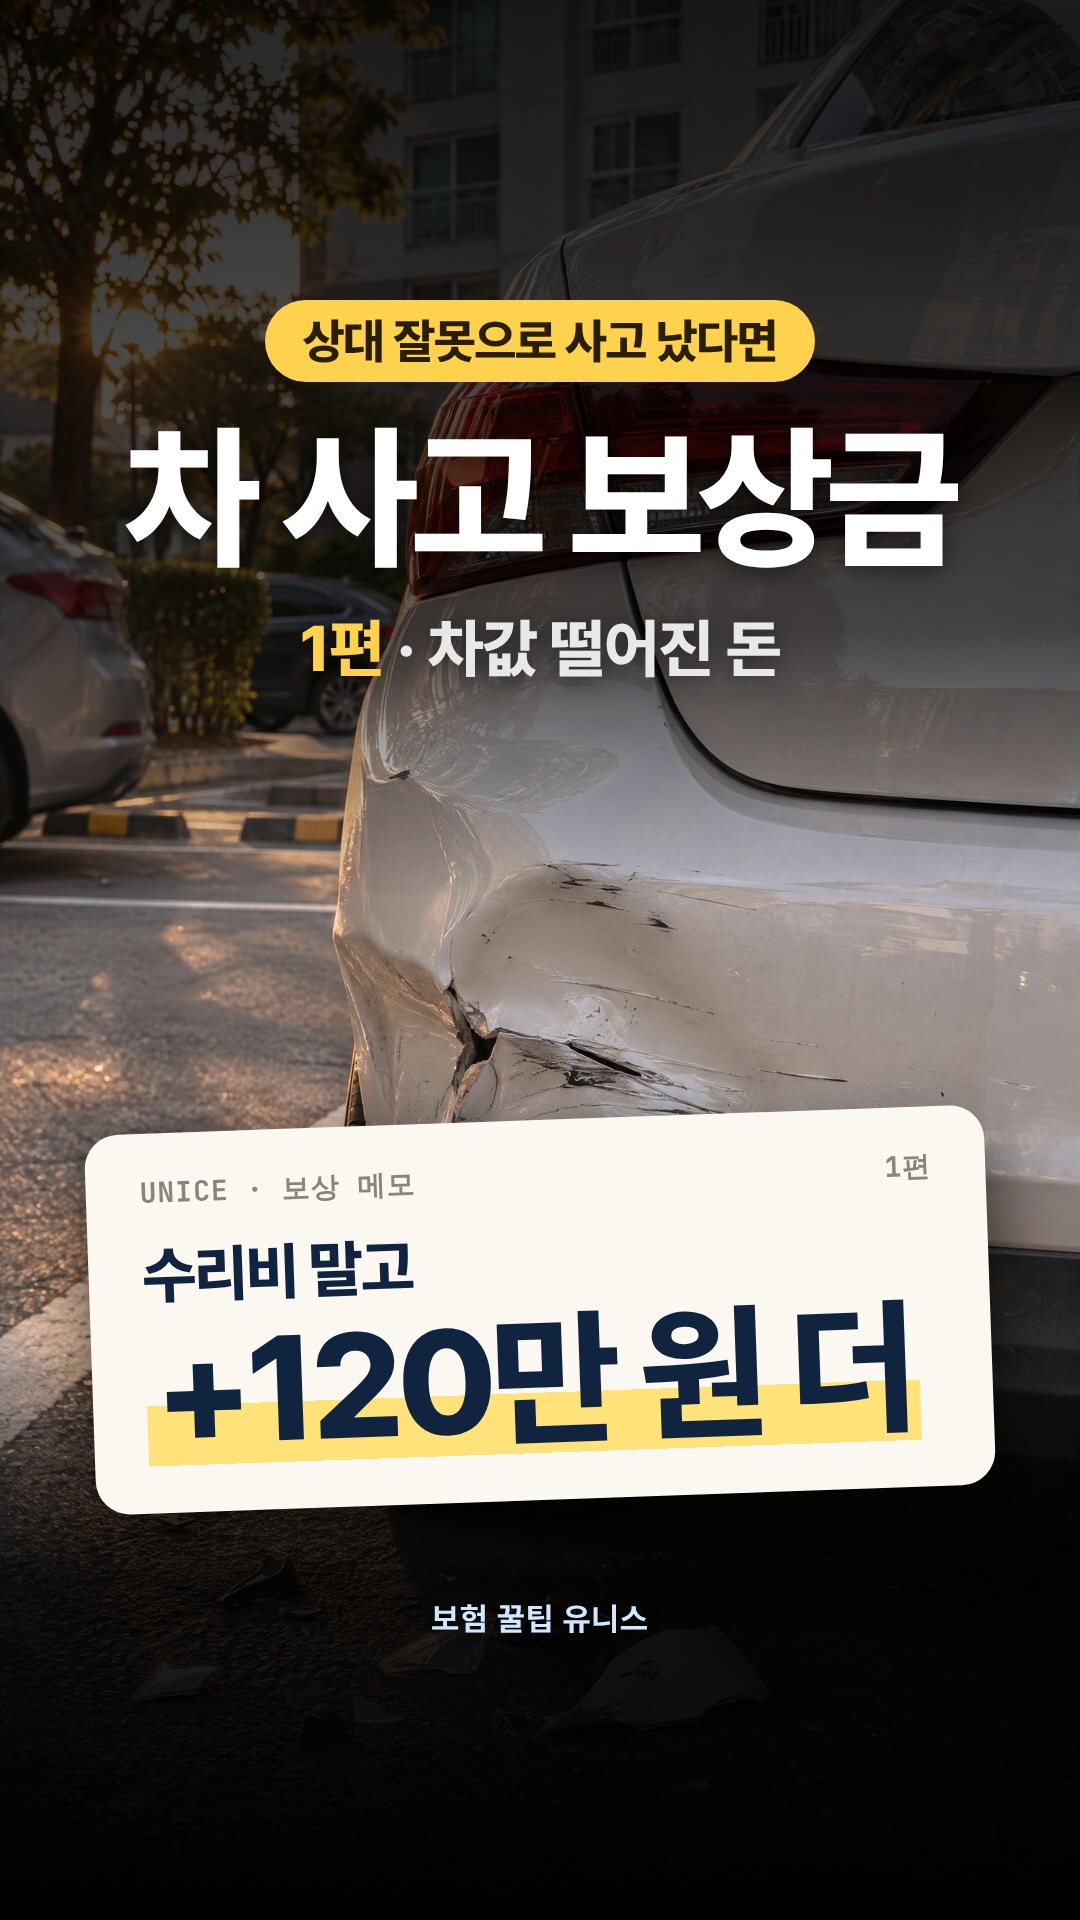 상대 잘못으로 사고 났다면
차 사고 보상금
1편 · 차값 떨어진 돈
UNICE · 보상 메모
1편
수리비 말고
+120만 원 더
보험 꿀팁 유니스